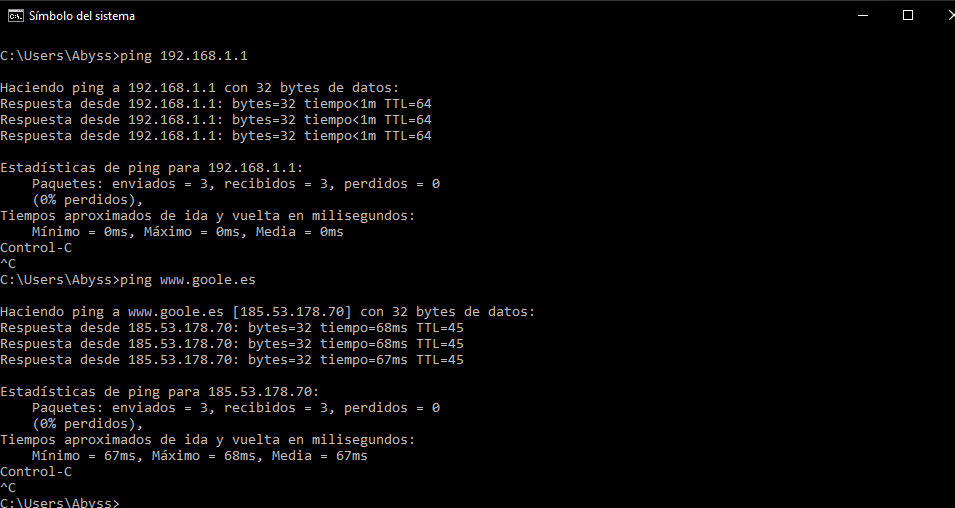 Símbolo del sistema
C:\Users\Abyss>ping 192.168.1.1
Haciendo ping a 192.168.1.1 con 32 bytes de datos:
Respuesta desde 192.168.1.1: bytes=32 tiempo<1m TTL=64
Respuesta desde 192.168.1.1: bytes=32 tiempo<1m TTL=64
Respuesta desde 192.168.1.1: bytes=32 tiempo<1m TTL=64
Estadísticas de ping para 192.168.1.1:
Paquetes: enviados = 3, recibidos = 3, perdidos = 0
(0% perdidos),
Tiempos aproximados de ida y vuelta en milisegundos:
Mínimo = 0ms, Máximo = 0ms, Media = 0ms
Control-C
^C
C:\Users\Abyss>ping www.goole.es
Haciendo ping a www.goole.es [185.53.178.70] con 32 bytes de datos:
Respuesta desde 185.53.178.70: bytes=32 tiempo=68ms TTL=45
Respuesta desde 185.53.178.70: bytes=32 tiempo=68ms TTL=45
Respuesta desde 185.53.178.70: bytes=32 tiempo=67ms TTL=45
Estadísticas de ping para 185.53.178.70:
Paquetes: enviados = 3, recibidos = 3, perdidos = 0
(0% perdidos),
Tiempos aproximados de ida y vuelta en milisegundos:
Mínimo = 67ms, Máximo = 68ms, Media = 67ms
Control-C
^C
C:\Users\Abyss>